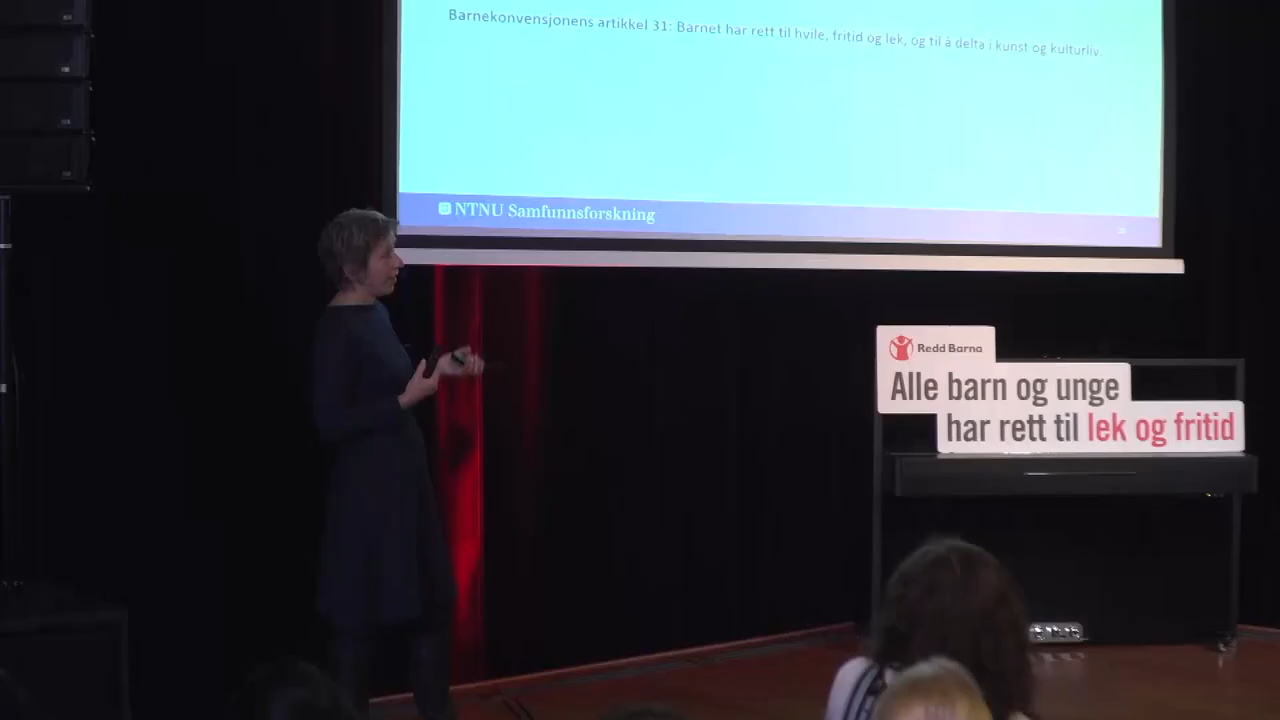 Barnekonvensjonens artikkel 31: Barnet har rett til hvile, fritid og lek, og til å delta i kunst og kulturliv.
NTNU Samfunnsforskning
Redd Barna
Alle barn og unge
har rett til lek og fritid